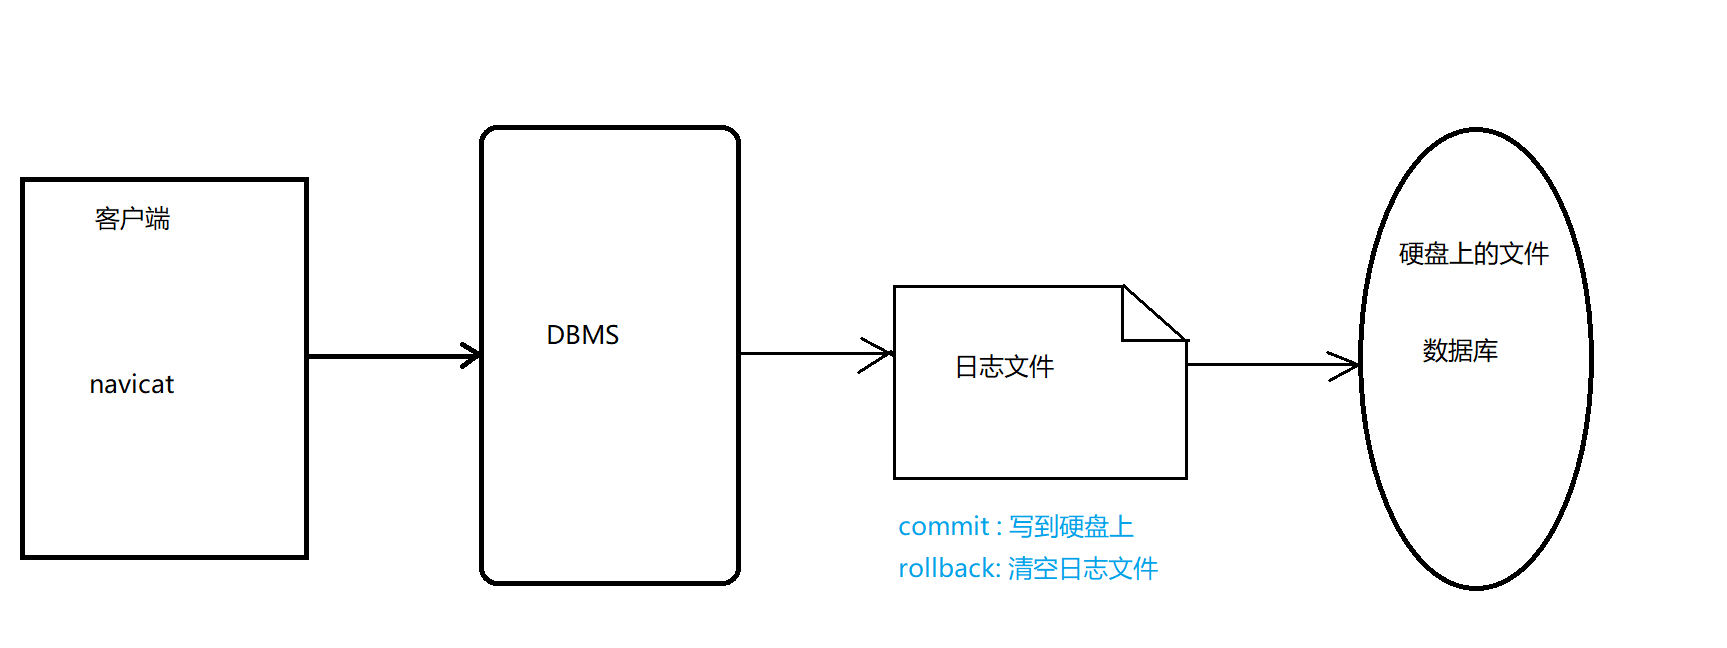 客户端
navicat
DBMS
日志文件
commit : 写到硬盘上
rollback: 清空日志文件
硬盘上的文件
数据库